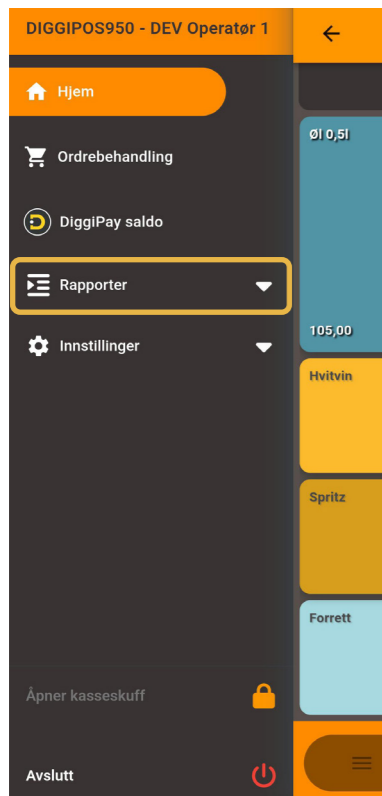 DIGGIPOS950 - DEV Operatør 1
Hjem
Ordrebehandling
DiggiPay saldo
Rapporter
Innstillinger
Åpner kasseskuff
Avslutt
Øl 0,5l
105,00
Hvitvin
Spritz
Forrett